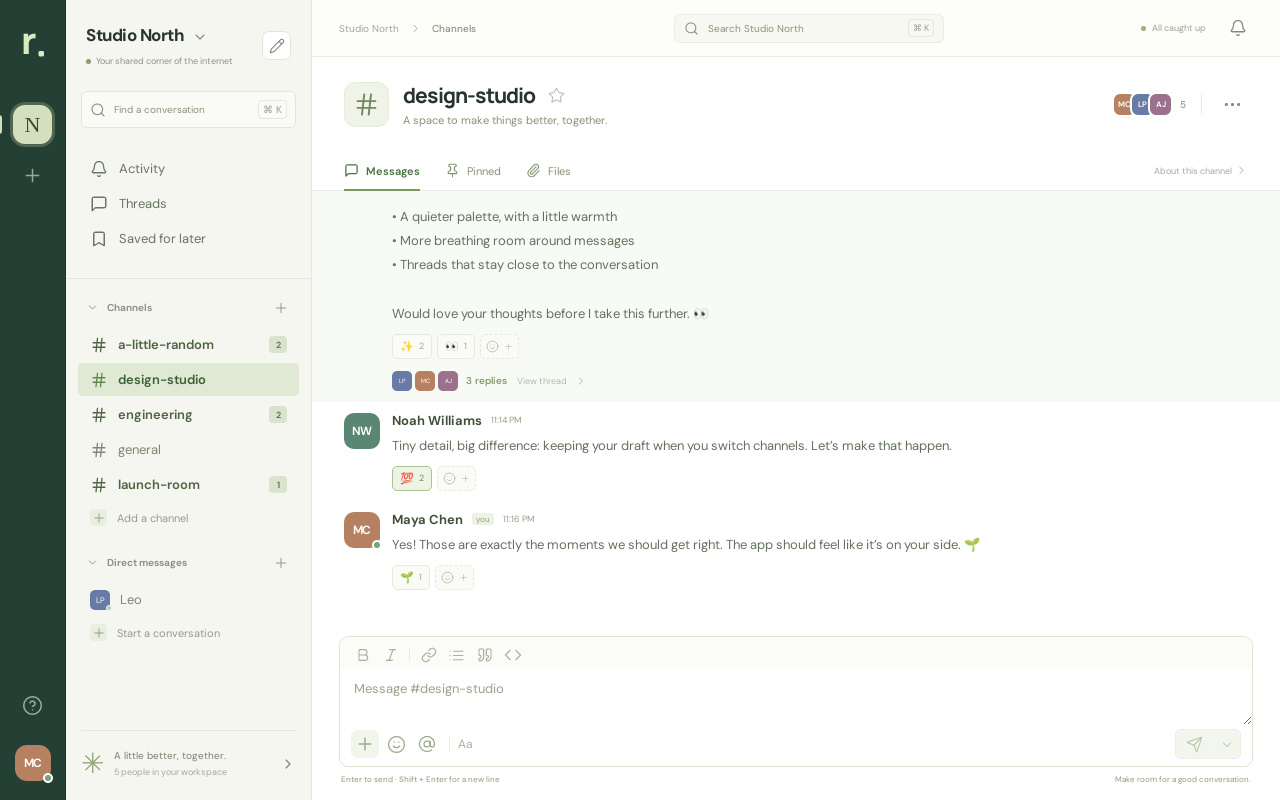 r.
N
MC
Studio North
Your shared corner of the internet
Find a conversation ⌘ K
Activity
Threads
Saved for later
Channels
a-little-random 2
design-studio
engineering 2
general
launch-room 1
Add a channel
Direct messages
LP Leo
Start a conversation
A little better, together.
5 people in your workspace
Studio North Channels
Search Studio North ⌘ K
All caught up
design-studio
A space to make things better, together.
MC LP AJ 5
Messages Pinned Files
About this channel
• A quieter palette, with a little warmth
• More breathing room around messages
• Threads that stay close to the conversation
Would love your thoughts before I take this further. 👀
✨ 2 👀 1 +
LP MC AJ 3 replies View thread
NW Noah Williams 11:14 PM
Tiny detail, big difference: keeping your draft when you switch channels. Let’s make that happen.
💯 2 +
MC Maya Chen you 11:16 PM
Yes! Those are exactly the moments we should get right. The app should feel like it’s on your side. 🌱
🌱 1 +
B I
Message #design-studio
Aa
Enter to send · Shift + Enter for a new line
Make room for a good conversation.